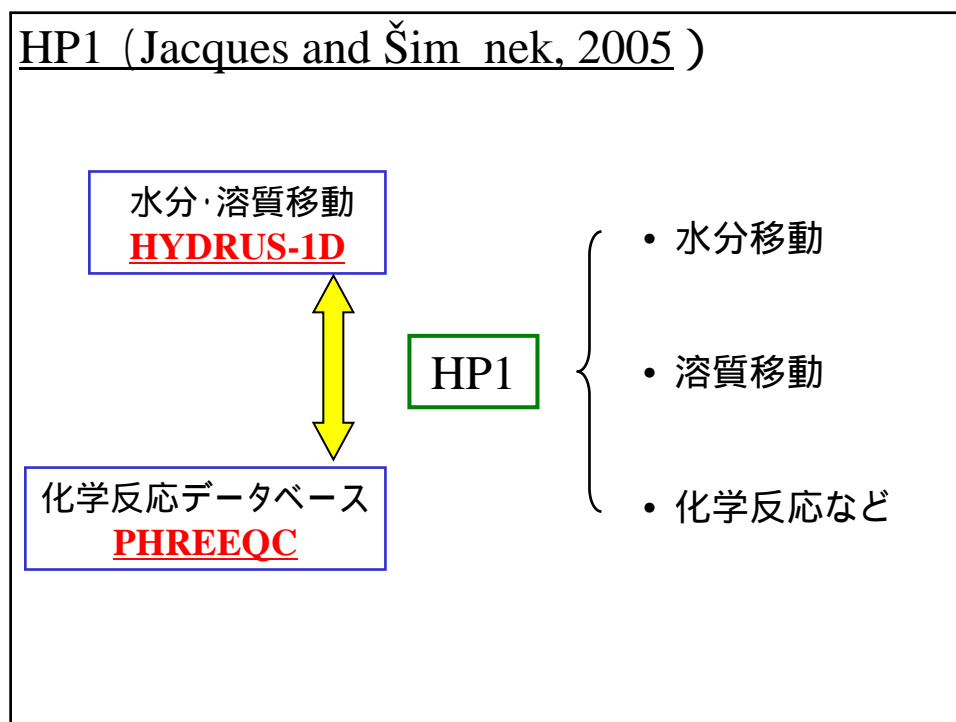 HP1（Jacques and Šim nek, 2005）
水分・溶質移動
HYDRUS-1D
化学反応データベース
PHREEQC
HP1
• 水分移動
• 溶質移動
• 化学反応など